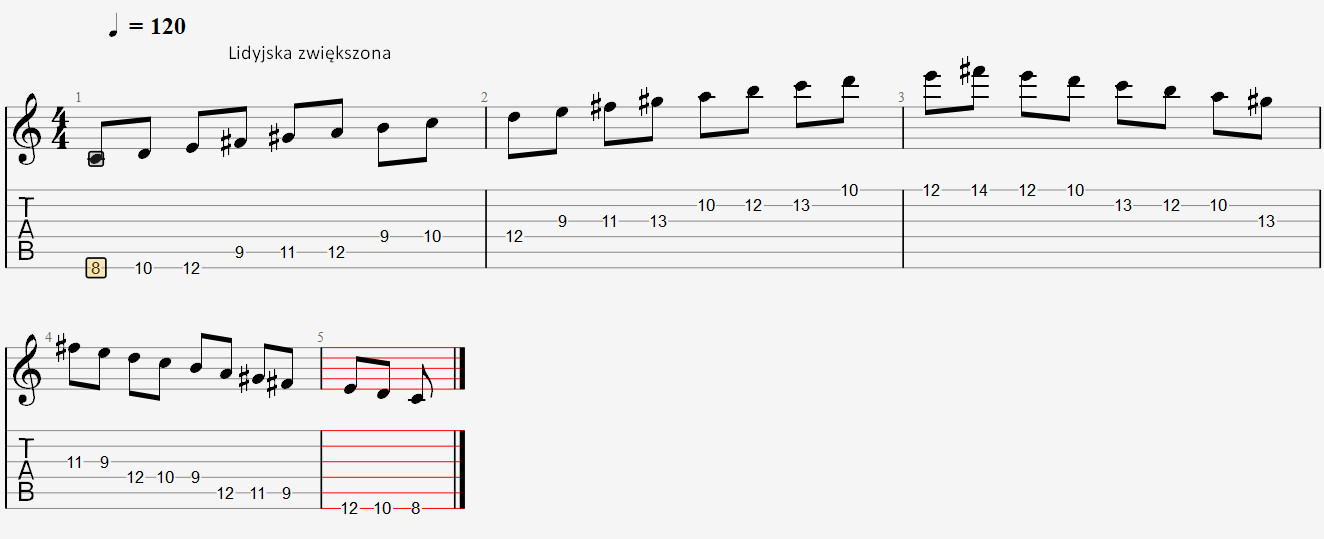 ♩ = 120
Lidyjska zwiększona
1 2 3
4 4
T A B
10 12 14 12 10
10 12 13 13 12 10
9 11 13 13
9 10 12
9 11 12
8 10 12
4 5
T A B
11 9
12 10 9
12 11 9
12 10 8